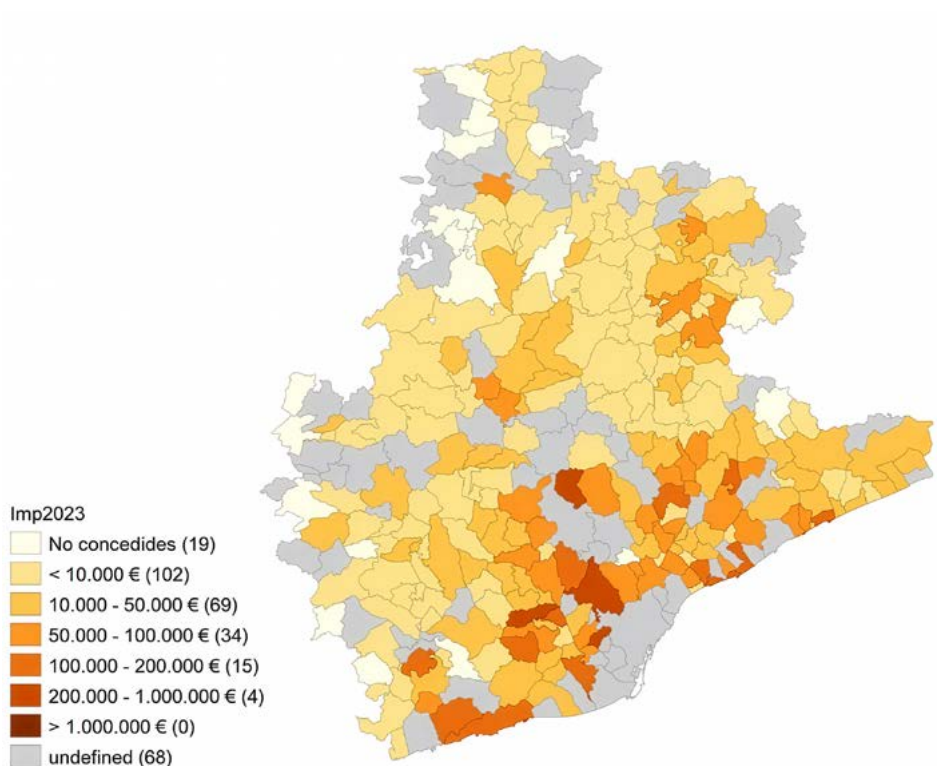 Imp2023
No concedides (19)
< 10.000 € (102)
10.000 - 50.000 € (69)
50.000 - 100.000 € (34)
100.000 - 200.000 € (15)
200.000 - 1.000.000 € (4)
> 1.000.000 € (0)
undefined (68)